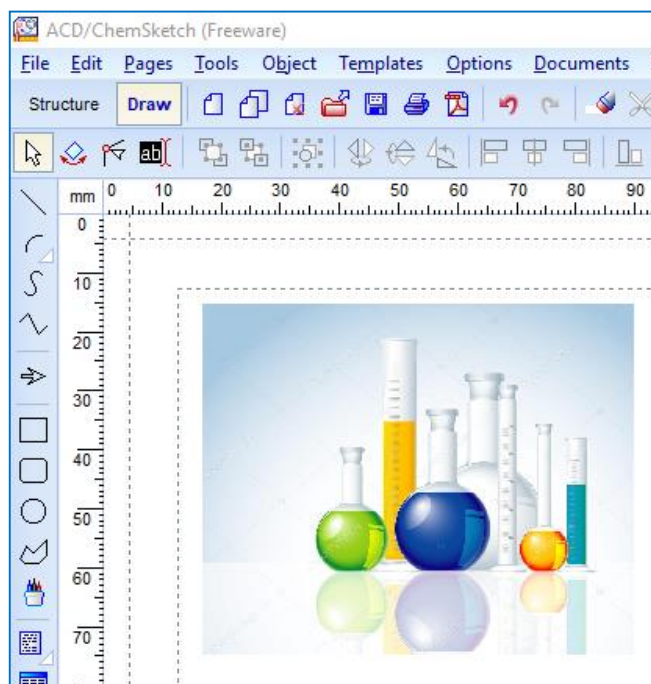 ACD/ChemSketch (Freeware)
File Edit Pages Tools Object Templates Options Documents
Structure Draw
ab
mm 0 10 20 30 40 50 60 70 80 90
0
10
20
30
40
50
60
70